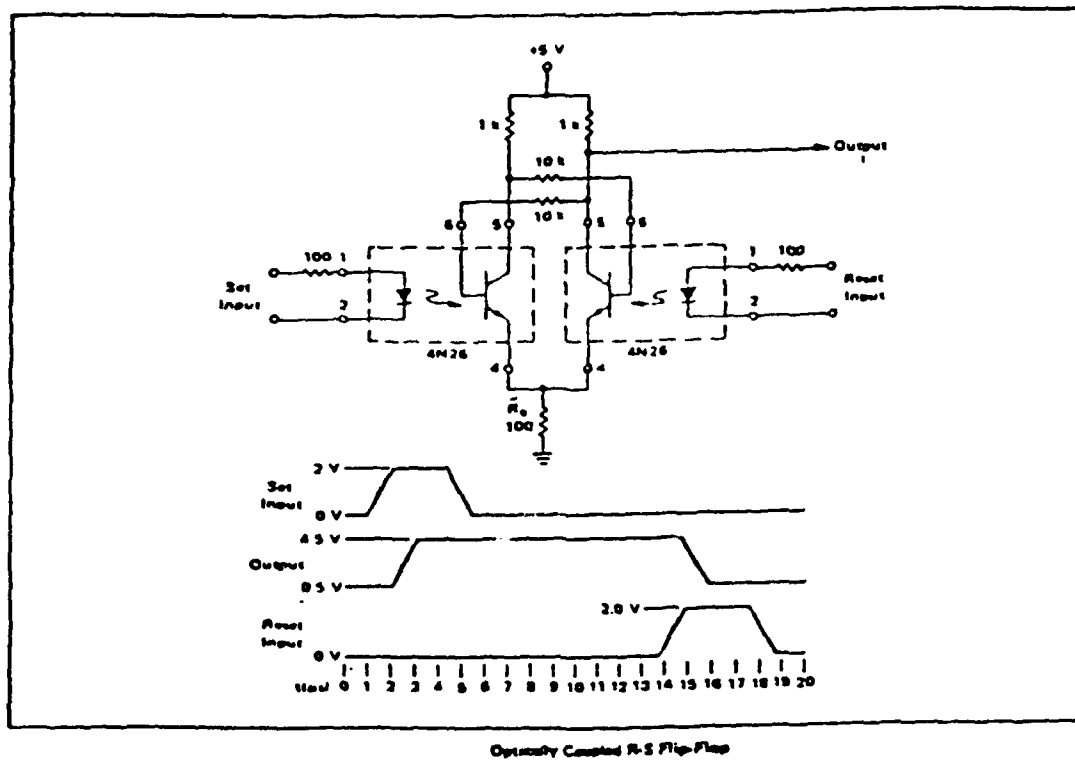 +5 V
1 k 1 k
Output
10 k
10 k
6 5 5 6
100 1 1 100
Set Input
Reset Input
2 2
4N26 4N26
4 4
100
2 V
Set Input
0 V
4.5 V
Output
0.5 V
2.0 V
Reset Input
0 V
0 1 2 3 4 5 6 7 8 9 10 11 12 13 14 15 16 17 18 19 20
Optically Coupled R-S Flip-Flop